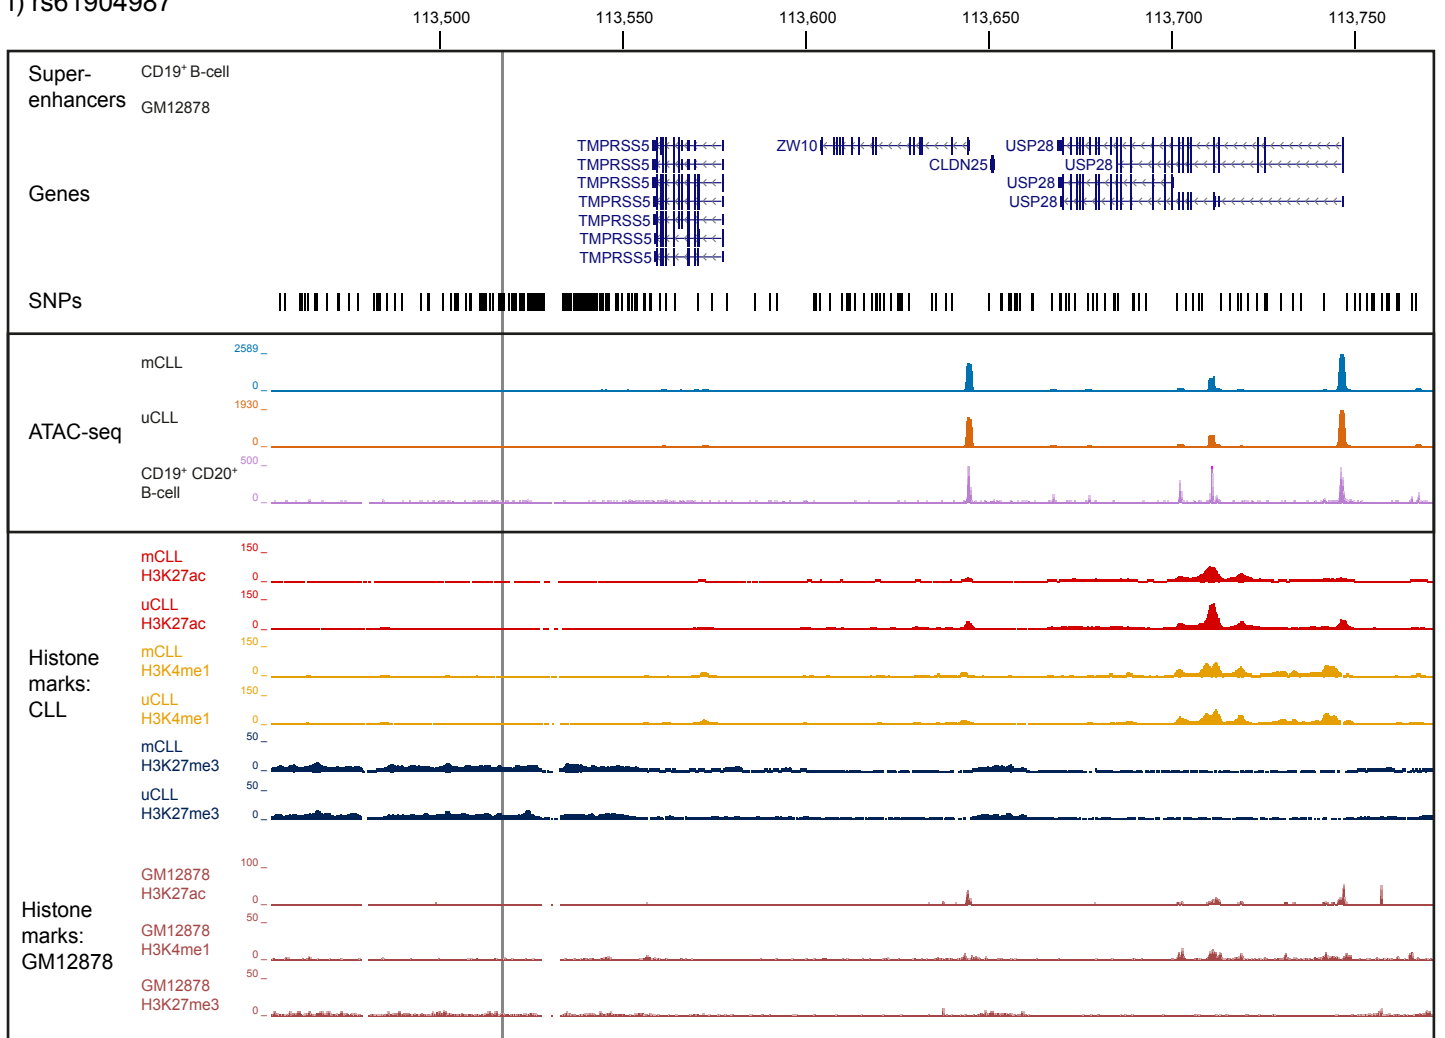 rs61904987
113,500 113,550 113,600 113,650 113,700 113,750
Super-
enhancers
CD19+ B-cell
GM12878
Genes
TMPRSS5 ZW10 USP28
TMPRSS5 CLDN25 USP28
TMPRSS5 USP28
TMPRSS5 USP28
TMPRSS5
TMPRSS5
TMPRSS5
SNPs
ATAC-seq
mCLL
2589
0
uCLL
1930
0
CD19+ CD20+
B-cell
500
0
Histone
marks:
CLL
mCLL
H3K27ac
150
0
uCLL
H3K27ac
150
0
mCLL
H3K4me1
150
0
uCLL
H3K4me1
150
0
mCLL
H3K27me3
50
0
uCLL
H3K27me3
50
0
Histone
marks:
GM12878
GM12878
H3K27ac
100
0
GM12878
H3K4me1
50
0
GM12878
H3K27me3
50
0